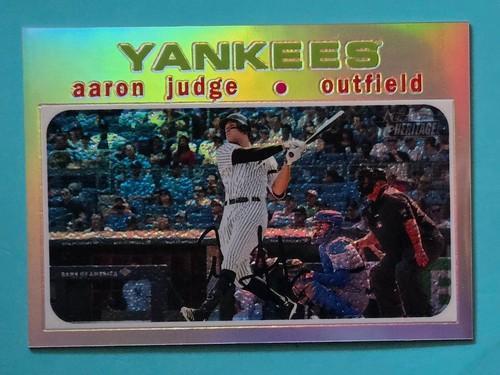 YANKEES
aaron judge • outfield
HERITAGE
BANK OF AMERICA